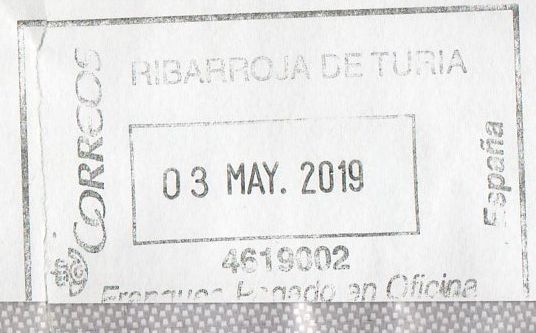 CORREOS
RIBARROJA DE TURIA
03 MAY. 2019
España
4619002
Franqueo Pagado en Oficina